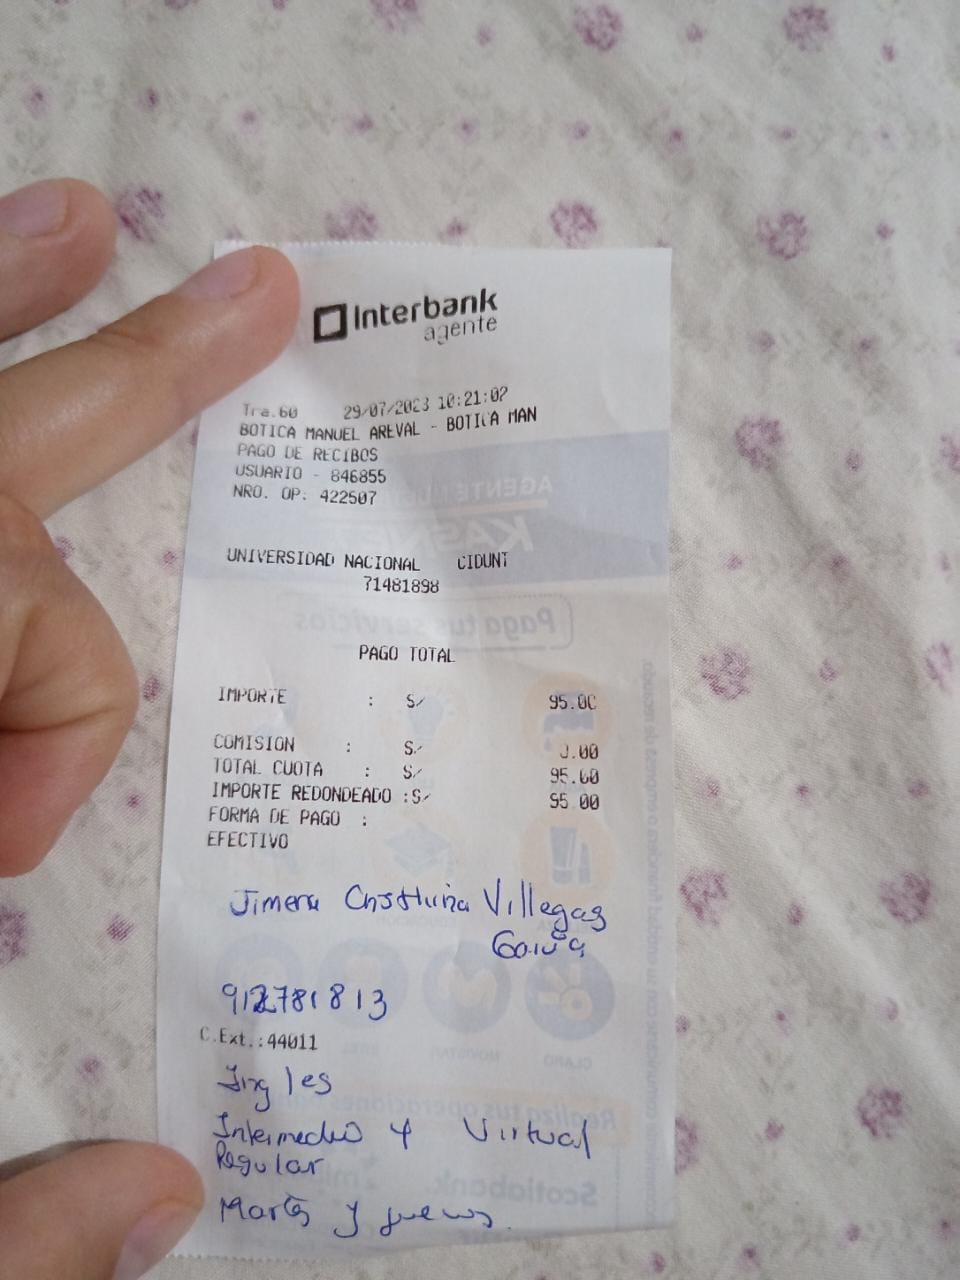 Interbank
agente
Tra.60 29/07/2023 10:21:02
BOTICA MANUEL AREVAL - BOTICA MAN
PAGO DE RECIBOS
USUARIO - 846855
NRO. OP: 422507
UNIVERSIDAD NACIONAL CIDUNT
71481898
PAGO TOTAL
IMPORTE : S/ 95.00
COMISION : S/ 0.00
TOTAL CUOTA : S/ 95.00
IMPORTE REDONDEADO :S/ 95.00
FORMA DE PAGO :
EFECTIVO
Jimena Cristhina Villegas
912781813
C.Ext.:44011
Ingles
Intermedio 4 Virtual
Regular
Martes y jueves.